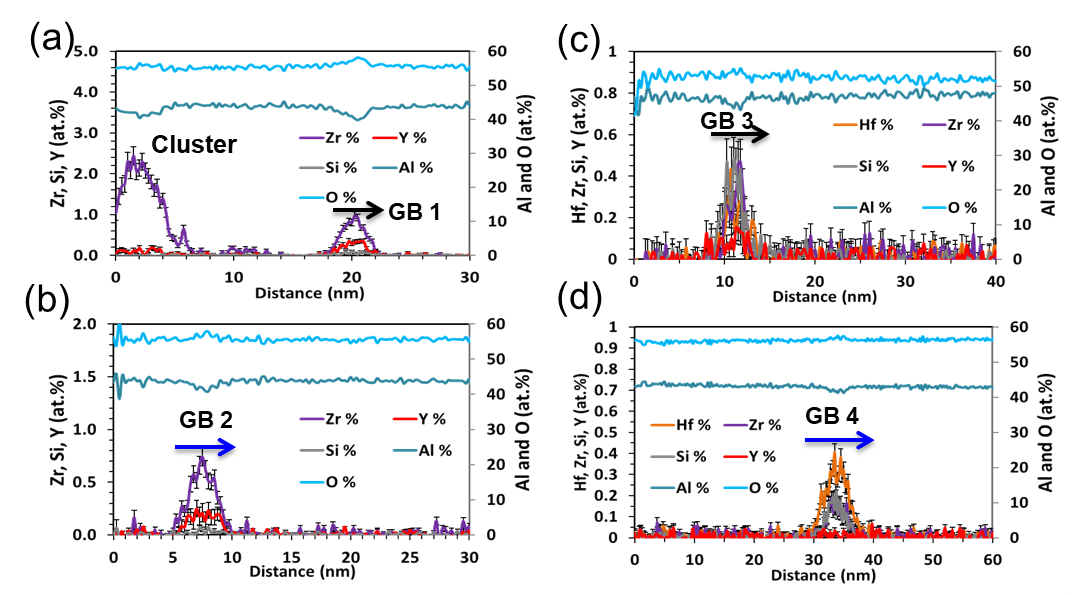 (a)
5.0
4.0
3.0
2.0
1.0
0.0
Zr, Si, Y (at.%)
60
50
40
30
20
10
0
Al and O (at.%)
Cluster
Zr % Y %
Si % Al %
O %
GB 1
0 10 20 30
Distance (nm)
(b)
2.0
1.5
1.0
0.5
0.0
Zr, Si, Y (at.%)
60
50
40
30
20
10
0
Al and O (at.%)
GB 2
Zr % Y %
Si % Al %
O %
0 5 10 15 20 25 30
Distance (nm)
(c)
1
0.8
0.6
0.4
0.2
0
Hf, Zr, Si, Y (at.%)
60
50
40
30
20
10
0
Al and O (at.%)
GB 3
Hf % Zr %
Si % Y %
Al % O %
0 10 20 30 40
Distance (nm)
(d)
1
0.9
0.8
0.7
0.6
0.5
0.4
0.3
0.2
0.1
0
Hf, Zr, Si, Y (at.%)
60
50
40
30
20
10
0
Al and O (at.%)
GB 4
Hf % Zr %
Si % Y %
Al % O %
0 10 20 30 40 50 60
Distance (nm)